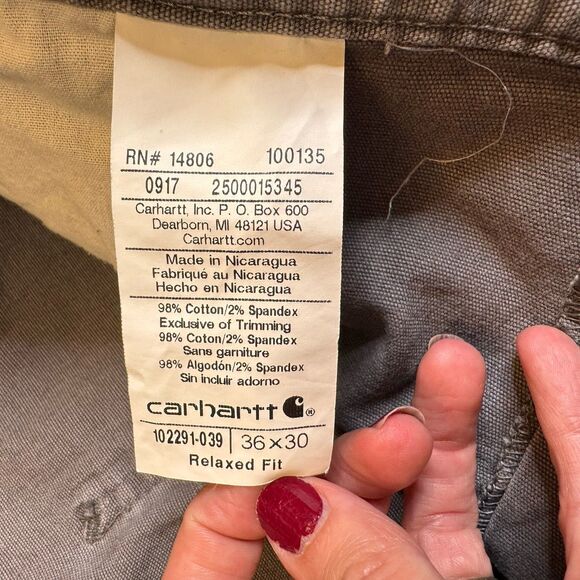 RN# 14806 100135
0917 2500015345
Carhartt, Inc. P. O. Box 600
Dearborn, MI 48121 USA
Carhartt.com
Made in Nicaragua
Fabriqué au Nicaragua
Hecho en Nicaragua
98% Cotton/2% Spandex
Exclusive of Trimming
98% Coton/2% Spandex
Sans garniture
98% Algodón/2% Spandex
Sin incluir adorno
carhartt ®
102291-039 | 36×30
Relaxed Fit